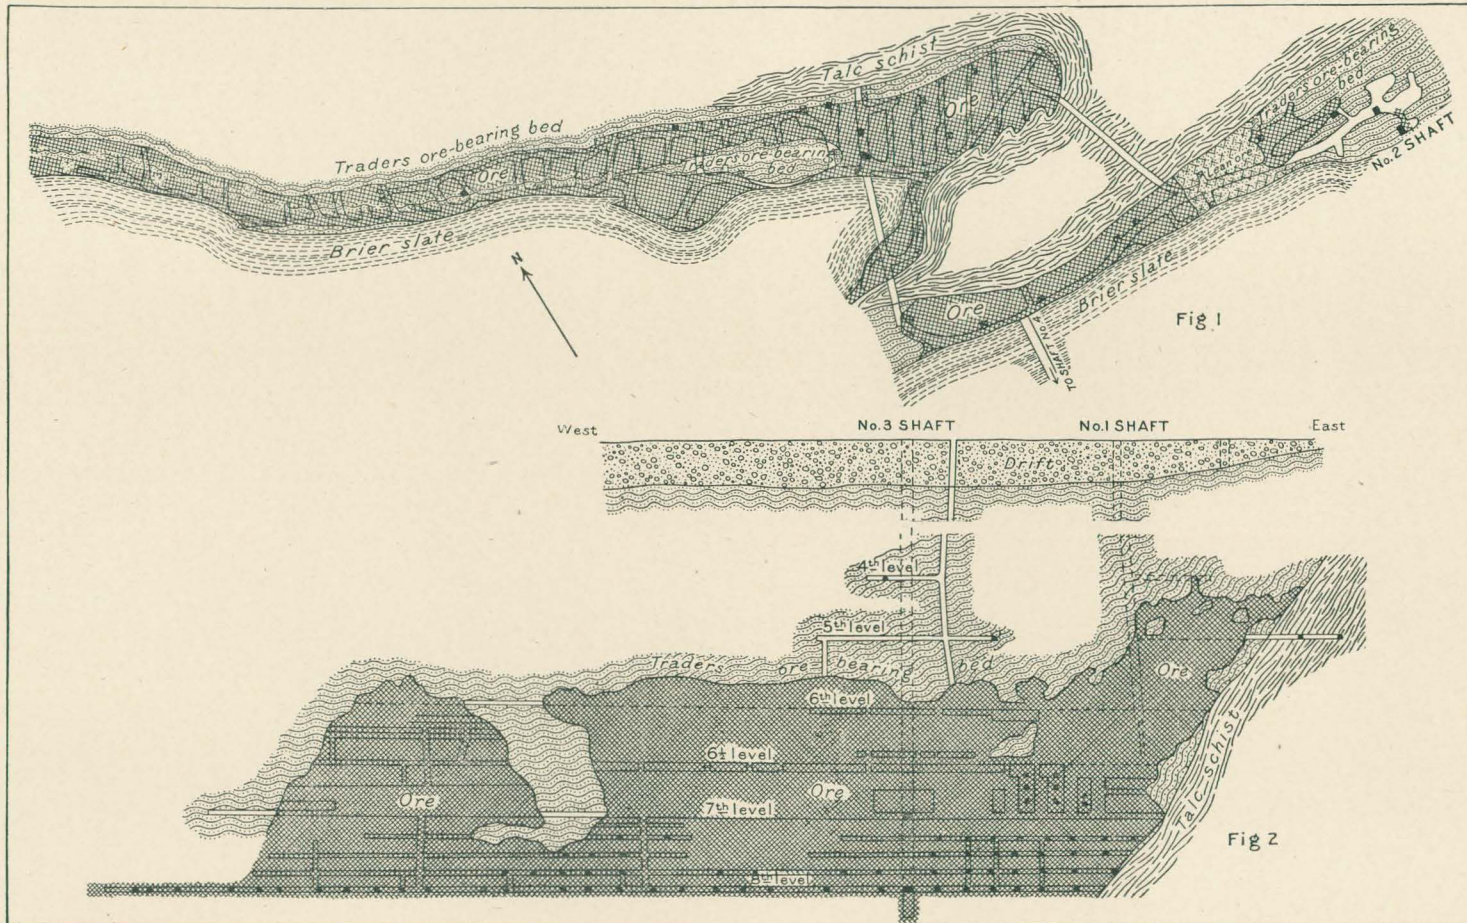 Talc schist
Traders ore-bearing bed
Traders ore-bearing bed
Ore
Ore
Traders ore-bearing
bed
Lean ore
No.2 SHAFT
Brier slate
N
Ore
Brier slate
TO SHAFT No.4
Fig 1
West
No.3 SHAFT
No.1 SHAFT
East
Drift
4th level
5th level
Traders ore-bearing bed
Ore
6th level
6½ level
Ore
Ore
7th level
8th level
Talc schist
Fig 2